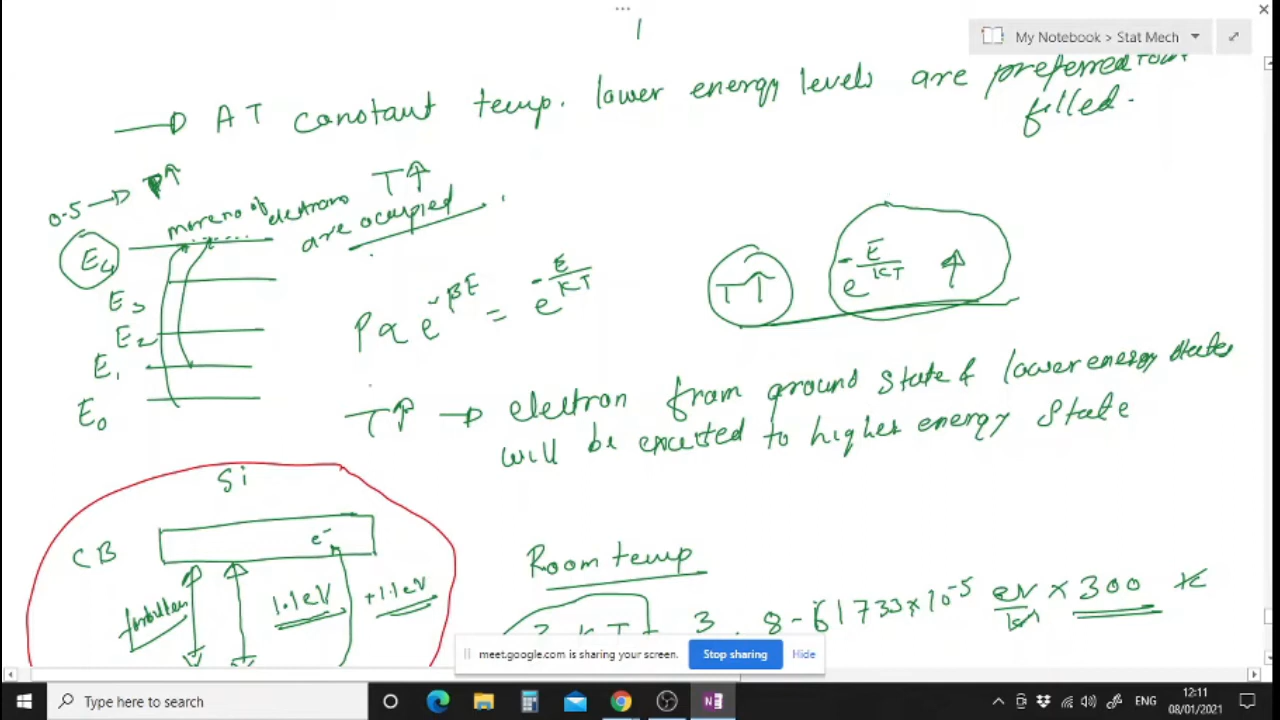 My Notebook > Stat Mech
AT constant temp. lower energy levels are preferred to be
filled.
0.5 → T↑
more no of electrons
are occupied
T↑
E4
E3
E2
E1
E0
P ∝ e^-βE = e^-E/KT
T↑ e^-E/KT ↑
T↑ → electron from ground state & lower energy states
will be excited to higher energy state
Si
CB
e-
forbidden
1.1eV
+1.1eV
Room temp
KT 3 . 8.61733×10^-5 eV × 300 K
meet.google.com is sharing your screen.
Stop sharing
Hide
Type here to search
ENG
12:11
08/01/2021